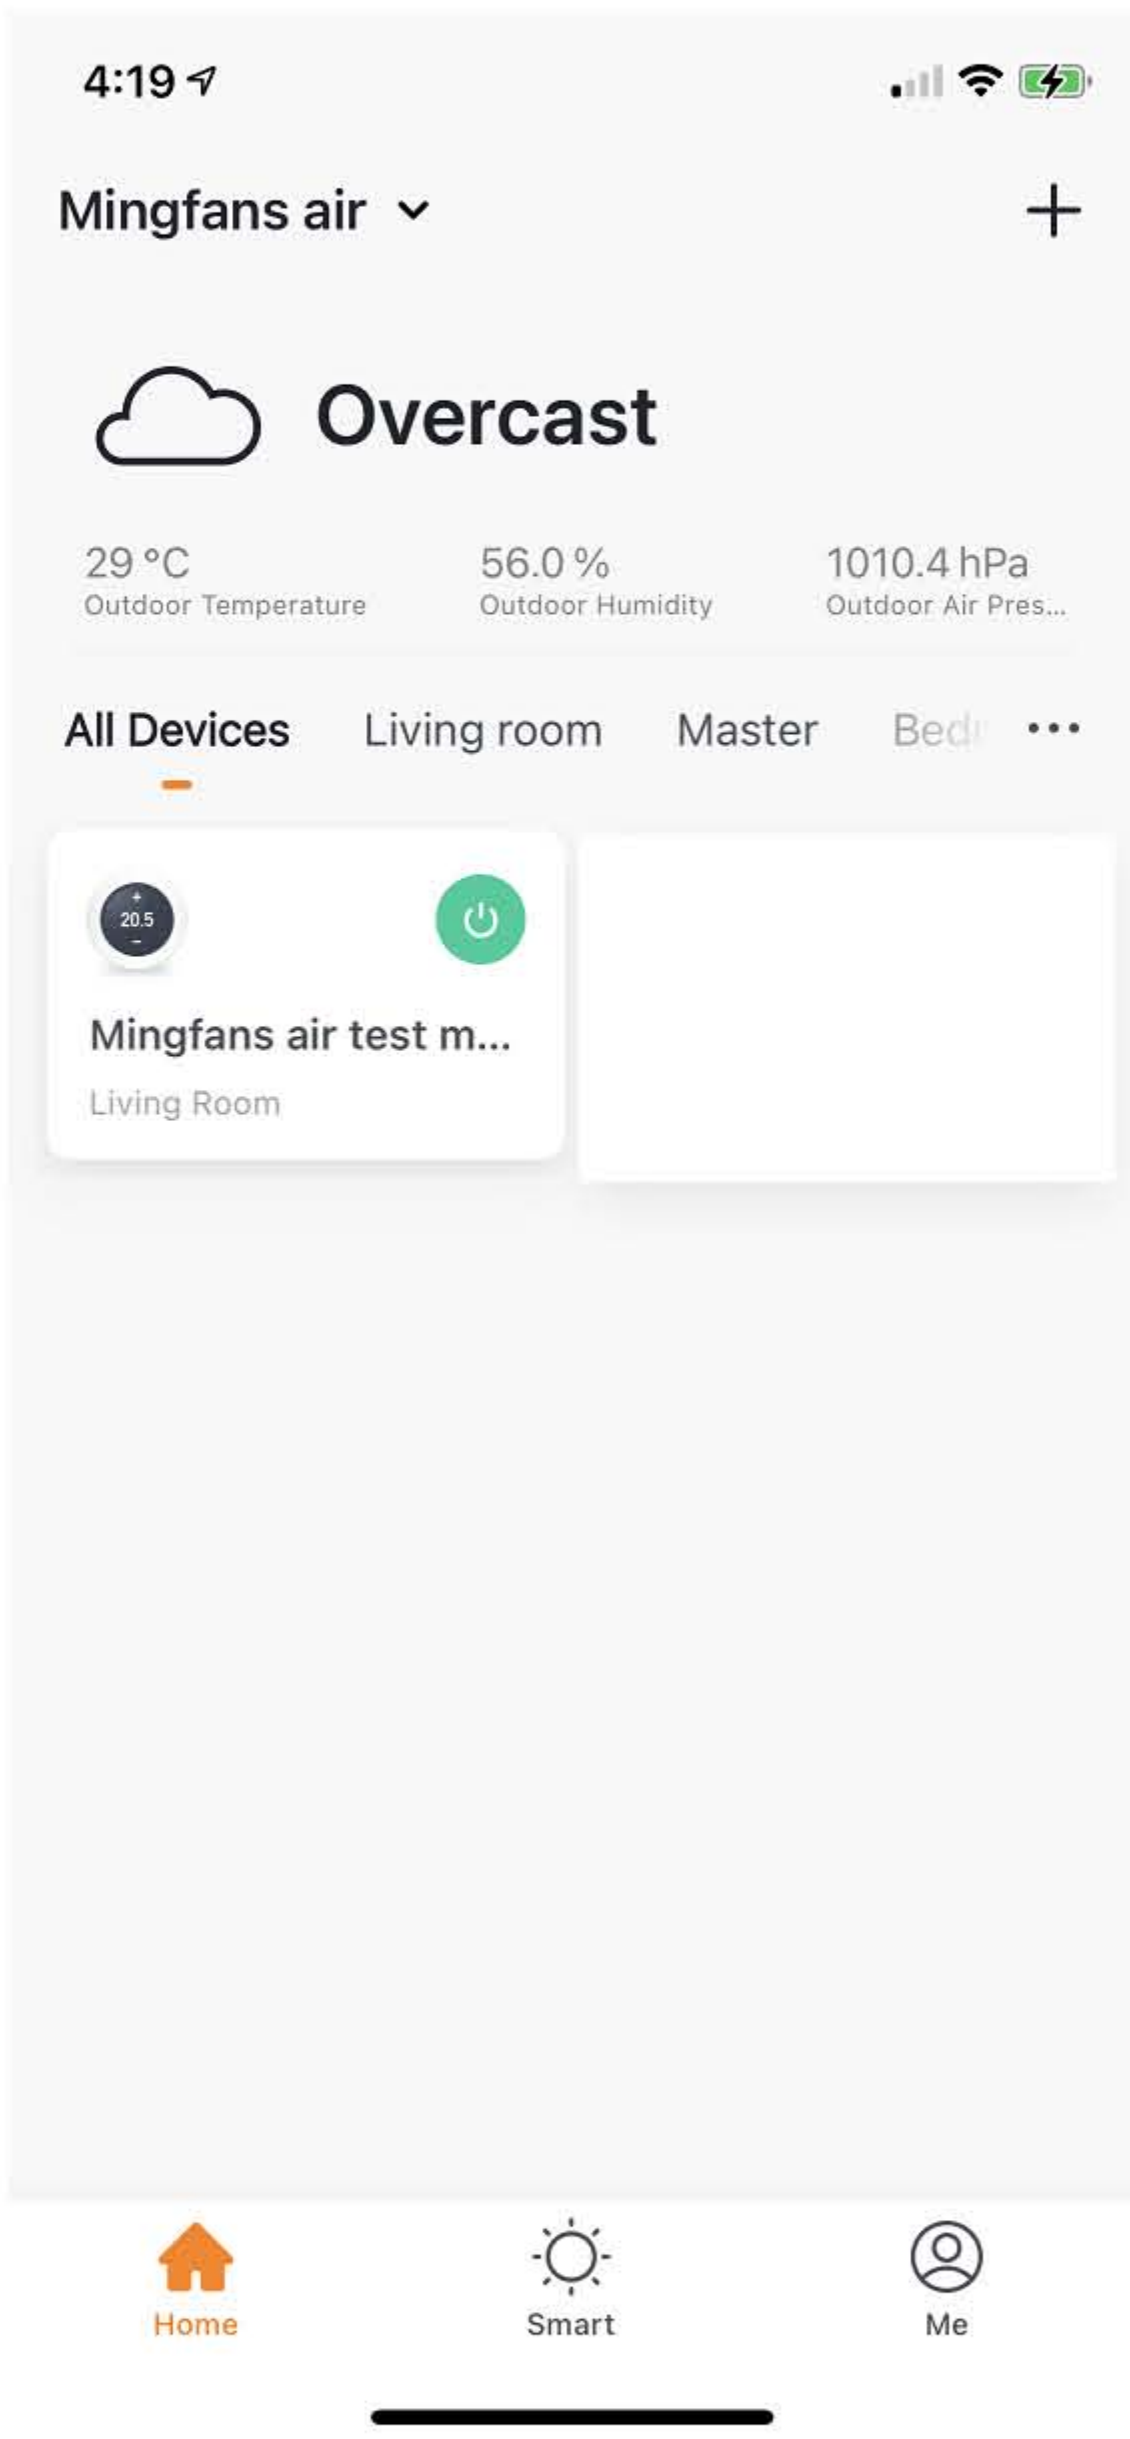 4:19
Mingfans air
Overcast
29 °C
56.0 %
1010.4 hPa
Outdoor Temperature
Outdoor Humidity
Outdoor Air Pres...
All Devices
Living room
Master
20.5
Mingfans air test m...
Living Room
Home
Smart
Me